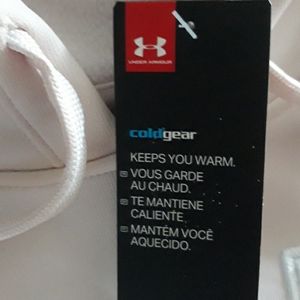 UNDER ARMOUR
coldgear
KEEPS YOU WARM.
VOUS GARDE
AU CHAUD.
TE MANTIENE
CALIENTE.
MANTÉM VOCÊ
AQUECIDO.